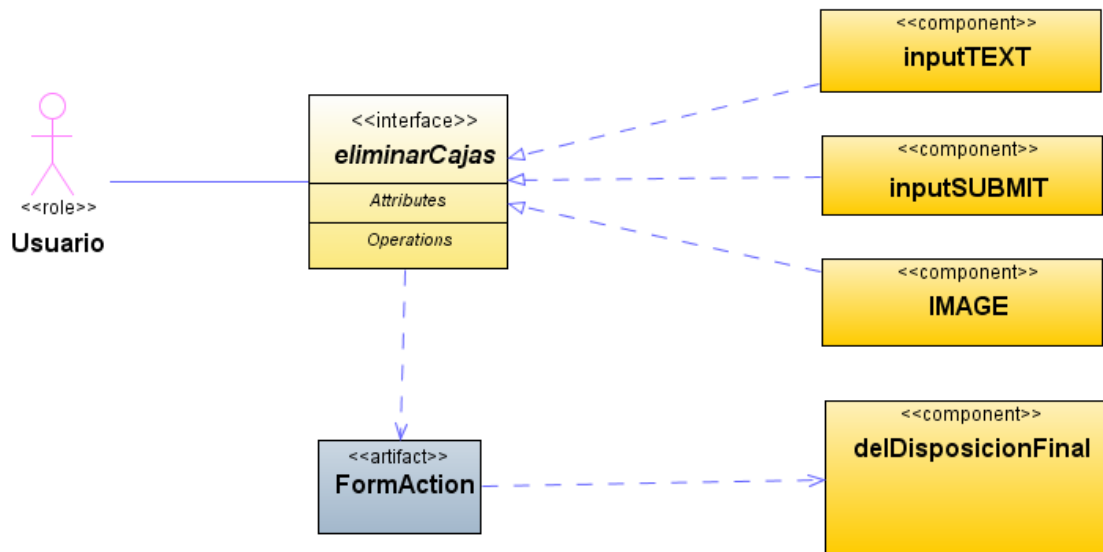 <<role>>
Usuario
<<interface>>
eliminarCajas
Attributes
Operations
<<artifact>>
FormAction
<<component>>
inputTEXT
<<component>>
inputSUBMIT
<<component>>
IMAGE
<<component>>
delDisposicionFinal